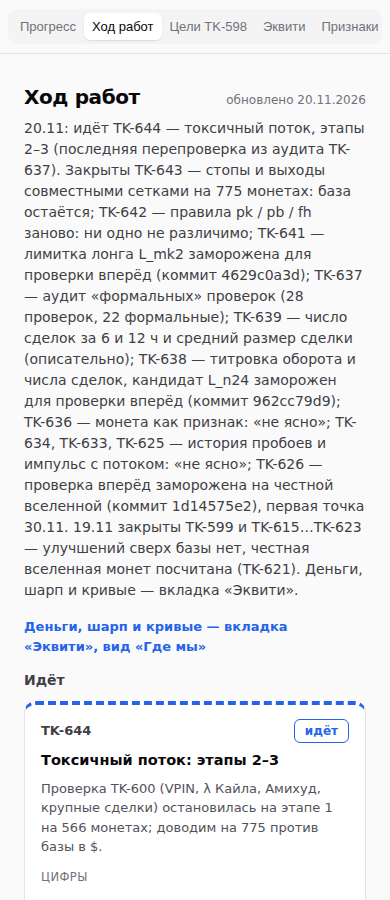 Прогресс Ход работ Цели TK-598 Эквити Признаки
Ход работ обновлено 20.11.2026
20.11: идёт TK-644 — токсичный поток, этапы
2–3 (последняя перепроверка из аудита TK-
637). Закрыты TK-643 — стопы и выходы
совместными сетками на 775 монетах: база
остаётся; TK-642 — правила pk / pb / fh
заново: ни одно не различимо; TK-641 —
лимитка лонга L_mk2 заморожена для
проверки вперёд (коммит 4629c0a3d); TK-637
— аудит «формальных» проверок (28
проверок, 22 формальные); TK-639 — число
сделок за 6 и 12 ч и средний размер сделки
(описательно); TK-638 — титровка оборота и
числа сделок, кандидат L_n24 заморожен
для проверки вперёд (коммит 962cc79d9);
TK-636 — монета как признак: «не ясно»; TK-
634, TK-633, TK-625 — история пробоев и
импульс с потоком: «не ясно»; TK-626 —
проверка вперёд заморожена на честной
вселенной (коммит 1d14575e2), первая точка
30.11. 19.11 закрыты TK-599 и TK-615…TK-623
— улучшений сверх базы нет, честная
вселенная монет посчитана (TK-621). Деньги,
шарп и кривые — вкладка «Эквити».
Деньги, шарп и кривые — вкладка
«Эквити», вид «Где мы»
Идёт
TK-644 идёт
Токсичный поток: этапы 2–3
Проверка TK-600 (VPIN, λ Кайла, Амихуд,
крупные сделки) остановилась на этапе 1
на 566 монетах; доводим на 775 против
базы в $.
ЦИФРЫ